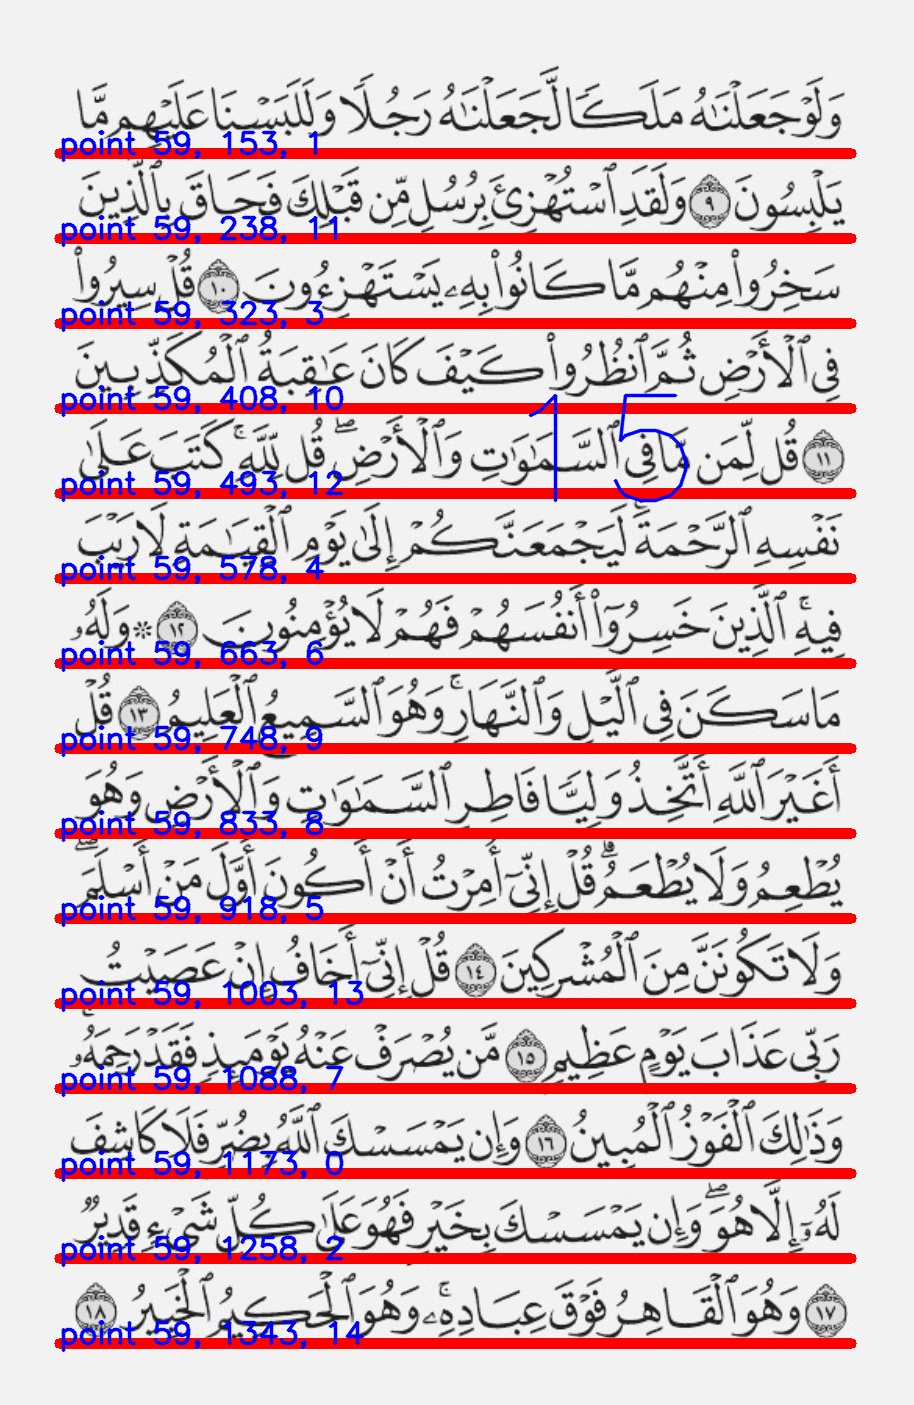 وَلَوْ جَعَلْنَٰهُ مَلَكًا لَّجَعَلْنَٰهُ رَجُلًا وَلَلَبَسْنَا عَلَيْهِم مَّا
point 59, 153, 1
يَلْبِسُونَ ٩ وَلَقَدِ ٱسْتُهْزِئَ بِرُسُلٍ مِّن قَبْلِكَ فَحَاقَ بِٱلَّذِينَ
point 59, 238, 11
سَخِرُوا۟ مِنْهُم مَّا كَانُوا۟ بِهِۦ يَسْتَهْزِءُونَ ١٠ قُلْ سِيرُوا۟
point 59, 323, 3
فِى ٱلْأَرْضِ ثُمَّ ٱنظُرُوا۟ كَيْفَ كَانَ عَٰقِبَةُ ٱلْمُكَذِّبِينَ
point 59, 408, 10
15
١١ قُل لِّمَن مَّا فِى ٱلسَّمَٰوَٰتِ وَٱلْأَرْضِ ۖ قُل لِّلَّهِ ۚ كَتَبَ عَلَىٰ
point 59, 493, 12
نَفْسِهِ ٱلرَّحْمَةَ ۚ لَيَجْمَعَنَّكُمْ إِلَىٰ يَوْمِ ٱلْقِيَٰمَةِ لَا رَيْبَ
point 59, 578, 4
فِيهِ ۚ ٱلَّذِينَ خَسِرُوٓا۟ أَنفُسَهُمْ فَهُمْ لَا يُؤْمِنُونَ ١٢ ۞ وَلَهُۥ
point 59, 663, 6
مَا سَكَنَ فِى ٱلَّيْلِ وَٱلنَّهَارِ ۚ وَهُوَ ٱلسَّمِيعُ ٱلْعَلِيمُ ١٣ قُلْ
point 59, 748, 9
أَغَيْرَ ٱللَّهِ أَتَّخِذُ وَلِيًّا فَاطِرِ ٱلسَّمَٰوَٰتِ وَٱلْأَرْضِ وَهُوَ
point 59, 833, 8
يُطْعِمُ وَلَا يُطْعَمُ ۗ قُلْ إِنِّىٓ أُمِرْتُ أَنْ أَكُونَ أَوَّلَ مَنْ أَسْلَمَ ۖ
point 59, 918, 5
وَلَا تَكُونَنَّ مِنَ ٱلْمُشْرِكِينَ ١٤ قُلْ إِنِّىٓ أَخَافُ إِنْ عَصَيْتُ
point 59, 1003, 13
رَبِّى عَذَابَ يَوْمٍ عَظِيمٍ ١٥ مَّن يُصْرَفْ عَنْهُ يَوْمَئِذٍ فَقَدْ رَحِمَهُۥ ۚ
point 59, 1088, 7
وَذَٰلِكَ ٱلْفَوْزُ ٱلْمُبِينُ ١٦ وَإِن يَمْسَسْكَ ٱللَّهُ بِضُرٍّ فَلَا كَاشِفَ
point 59, 1173, 0
لَهُۥٓ إِلَّا هُوَ ۖ وَإِن يَمْسَسْكَ بِخَيْرٍ فَهُوَ عَلَىٰ كُلِّ شَىْءٍ قَدِيرٌ
point 59, 1258, 2
١٧ وَهُوَ ٱلْقَاهِرُ فَوْقَ عِبَادِهِۦ ۚ وَهُوَ ٱلْحَكِيمُ ٱلْخَبِيرُ ١٨
point 59, 1343, 14